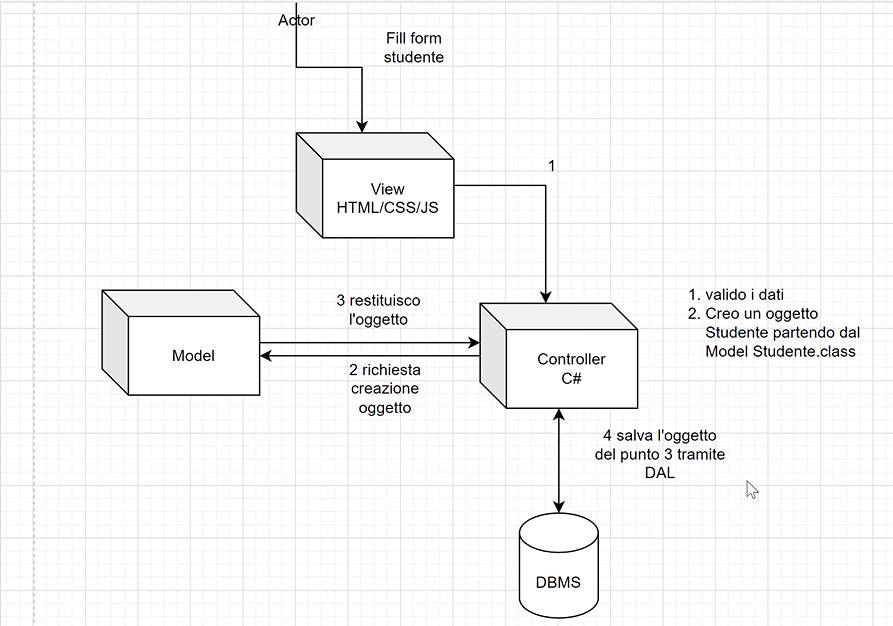 Actor
Fill form
studente
View
HTML/CSS/JS
1
3 restituisco
l'oggetto
Model
2 richiesta
creazione
oggetto
Controller
C#
1. valido i dati
2. Creo un oggetto
Studente partendo dal
Model Studente.class
4 salva l'oggetto
del punto 3 tramite
DAL
DBMS